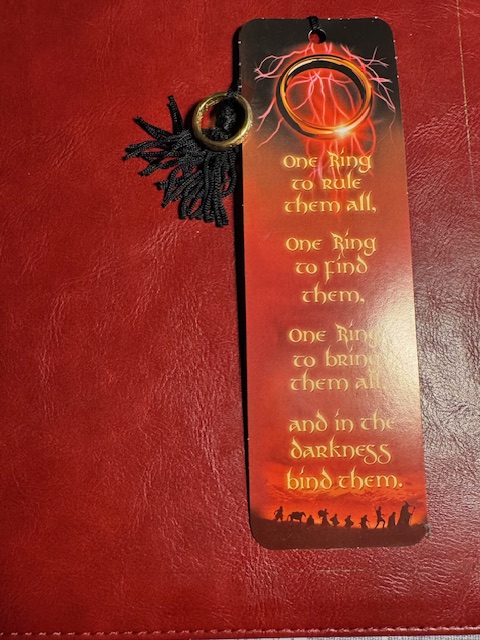 One Ring
to rule
them all,
One Ring
to find
them,
One Ring
to bring
them all,
and in the
darkness
bind them.